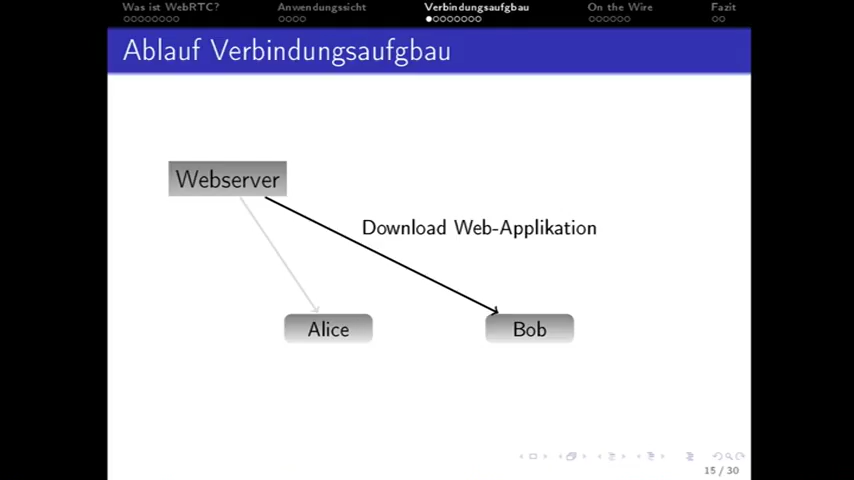 Was ist WebRTC? Anwendungssicht Verbindungsaufgbau On the Wire Fazit
Ablauf Verbindungsaufgbau
Webserver
Download Web-Applikation
Alice Bob
15 / 30